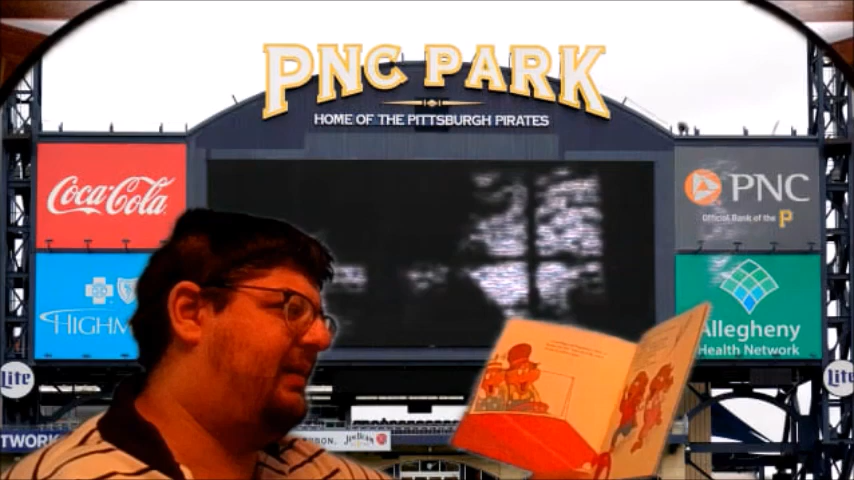 PNC PARK
HOME OF THE PITTSBURGH PIRATES
Coca-Cola
PNC
Official Bank of the P
HIGHM
Allegheny
Health Network
Lite
Lite
TWORK
JIM BEAM